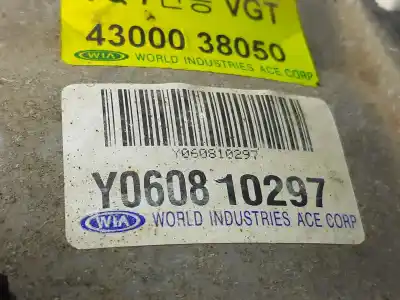 VGT
43000 38050
WIA WORLD INDUSTRIES ACE CORP
Y060810297
Y060810297
WIA WORLD INDUSTRIES ACE CORP